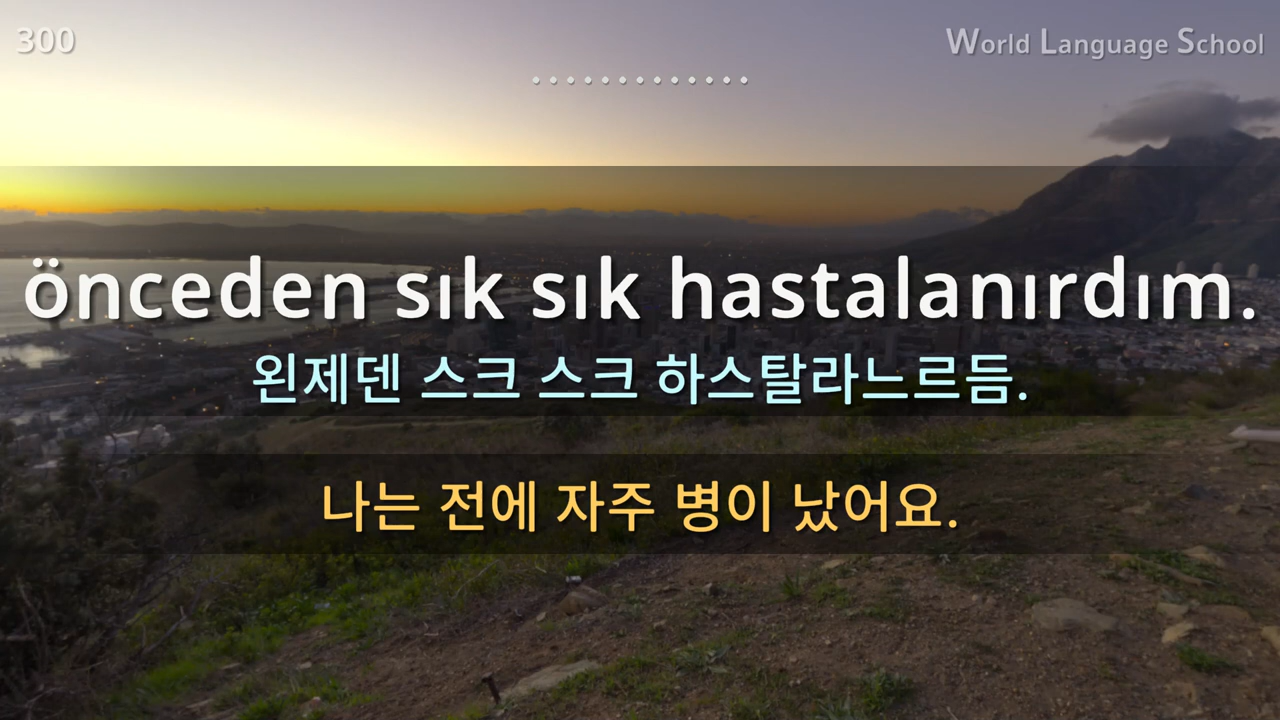 300
World Language School
önceden sık sık hastalanırdım.
왼제덴 스크 스크 하스탈라느르듬.
나는 전에 자주 병이 났어요.